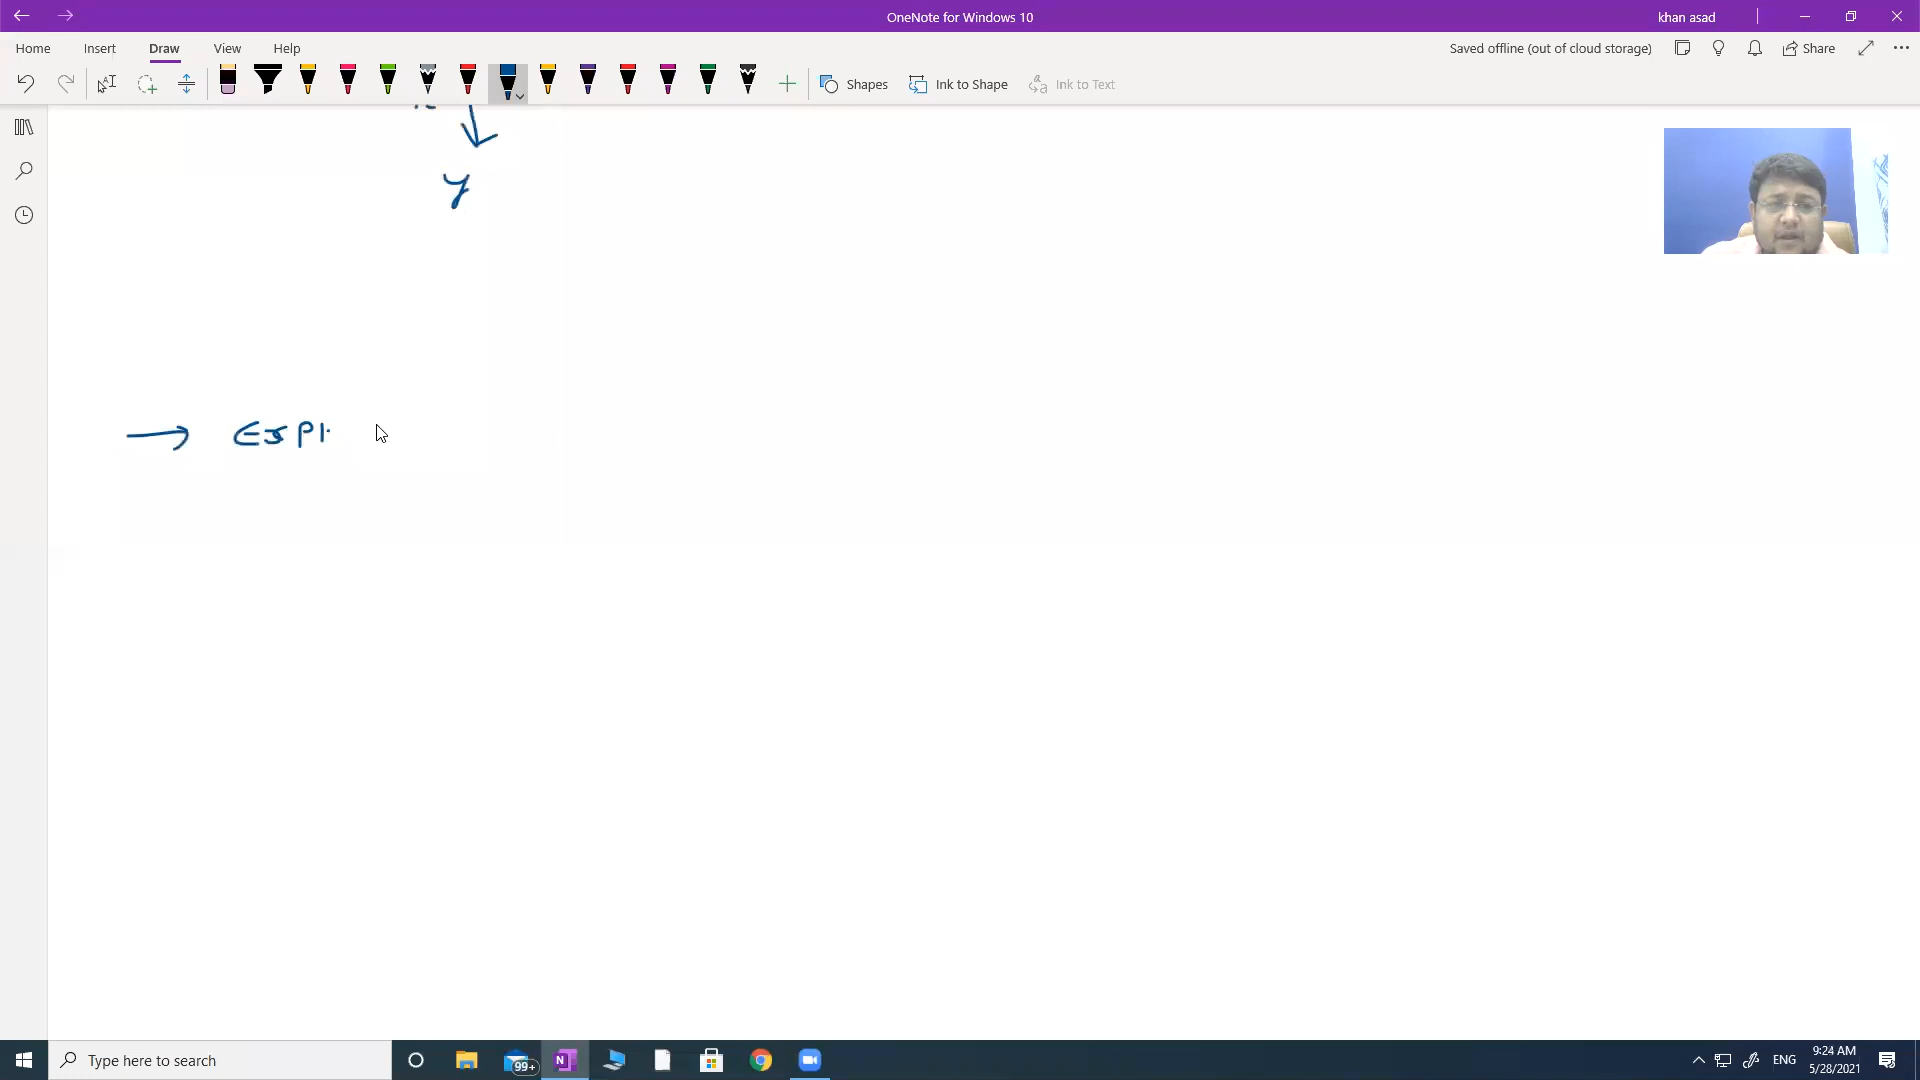 OneNote for Windows 10
khan asad
Home Insert Draw View Help
Saved offline (out of cloud storage)
Share
Shapes
Ink to Shape
Ink to Text
y
→
Type here to search
99+
N
ENG
9:24 AM
5/28/2021